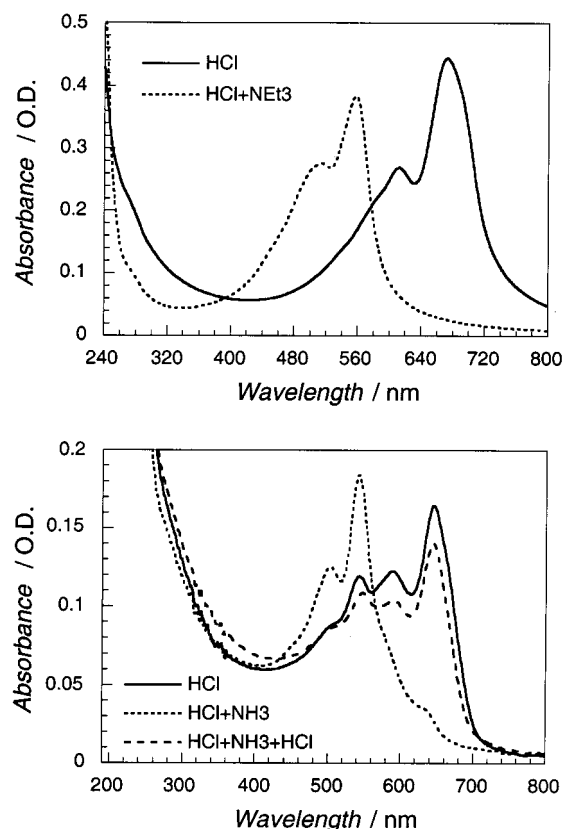 0.5
HCl
HCl+NEt3
0.4
0.3
0.2
0.1
0
Absorbance / O.D.
240 320 400 480 560 640 720 800
Wavelength / nm
0.2
0.15
0.1
0.05
0
Absorbance / O.D.
HCl
HCl+NH3
HCl+NH3+HCl
200 300 400 500 600 700 800
Wavelength / nm